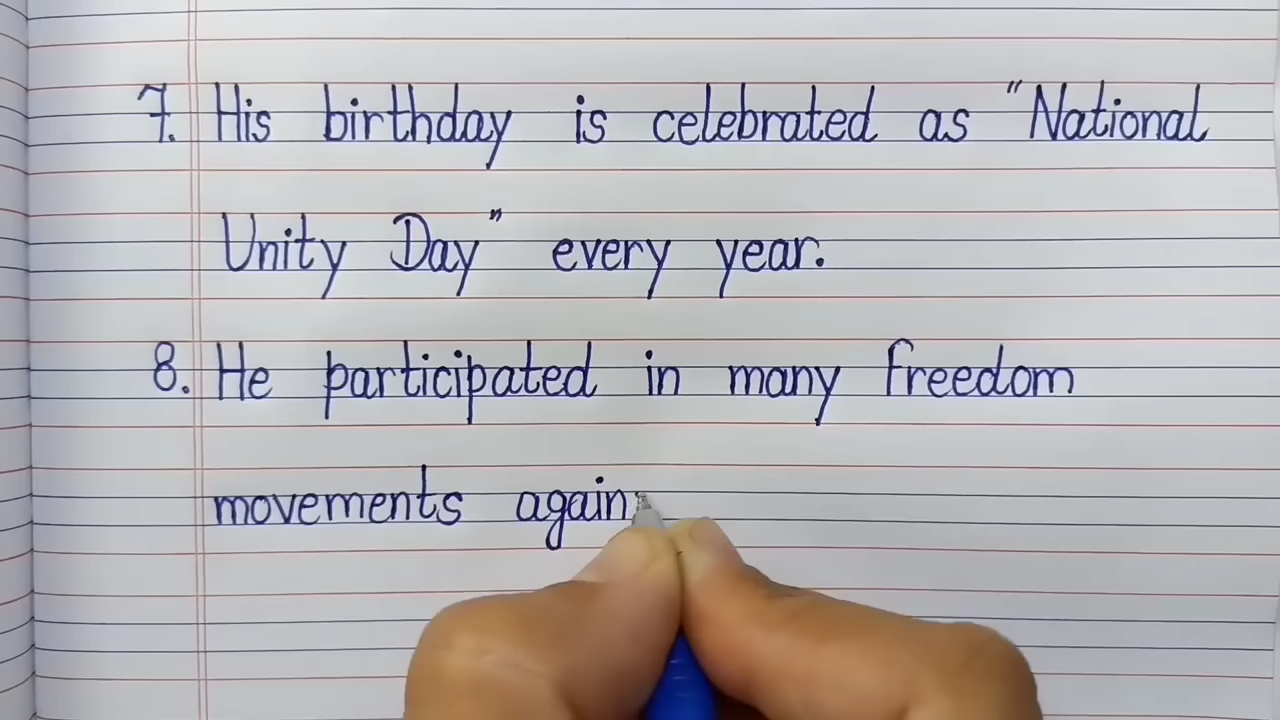 7. His birthday is celebrated as "National
Unity Day" every year.
8. He participated in many freedom
movements again